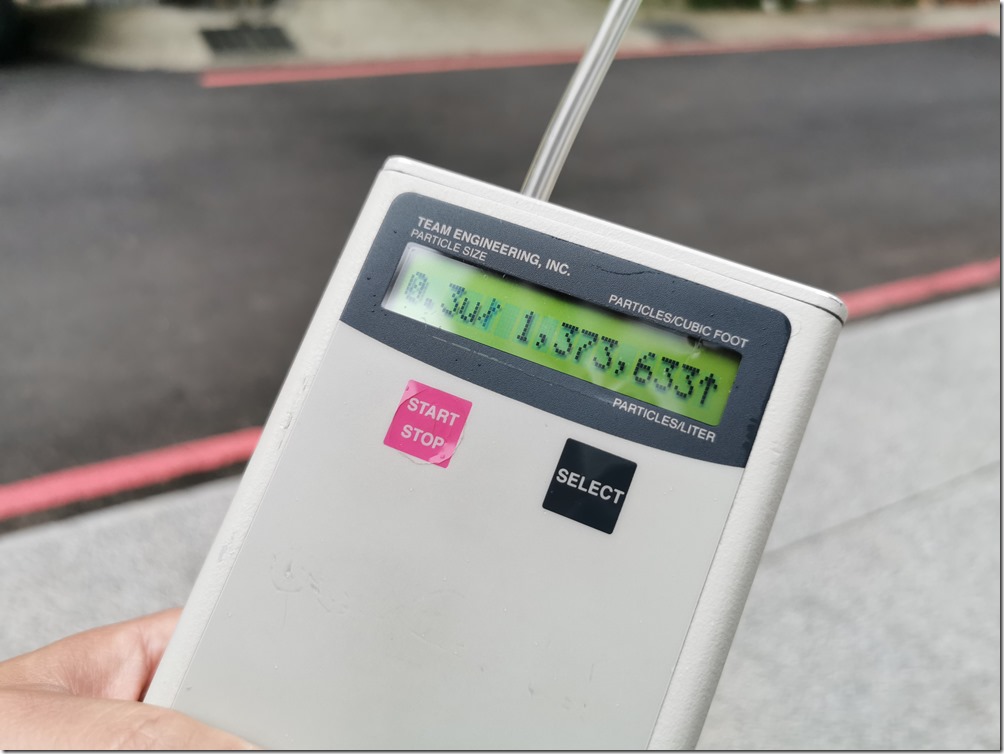 TEAM ENGINEERING, INC.
PARTICLE SIZE
PARTICLES/CUBIC FOOT
0.3u 1,373,633↑
PARTICLES/LITER
START
STOP
SELECT